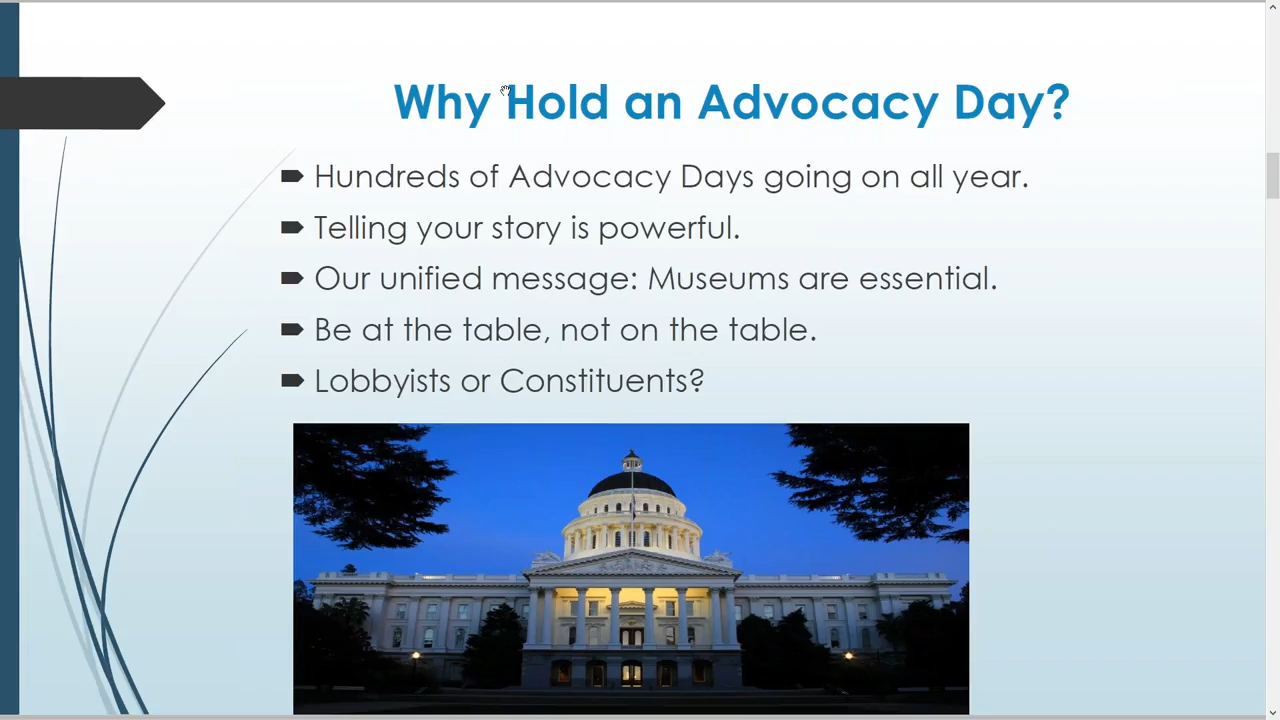 Why Hold an Advocacy Day?
Hundreds of Advocacy Days going on all year.
Telling your story is powerful.
Our unified message: Museums are essential.
Be at the table, not on the table.
Lobbyists or Constituents?